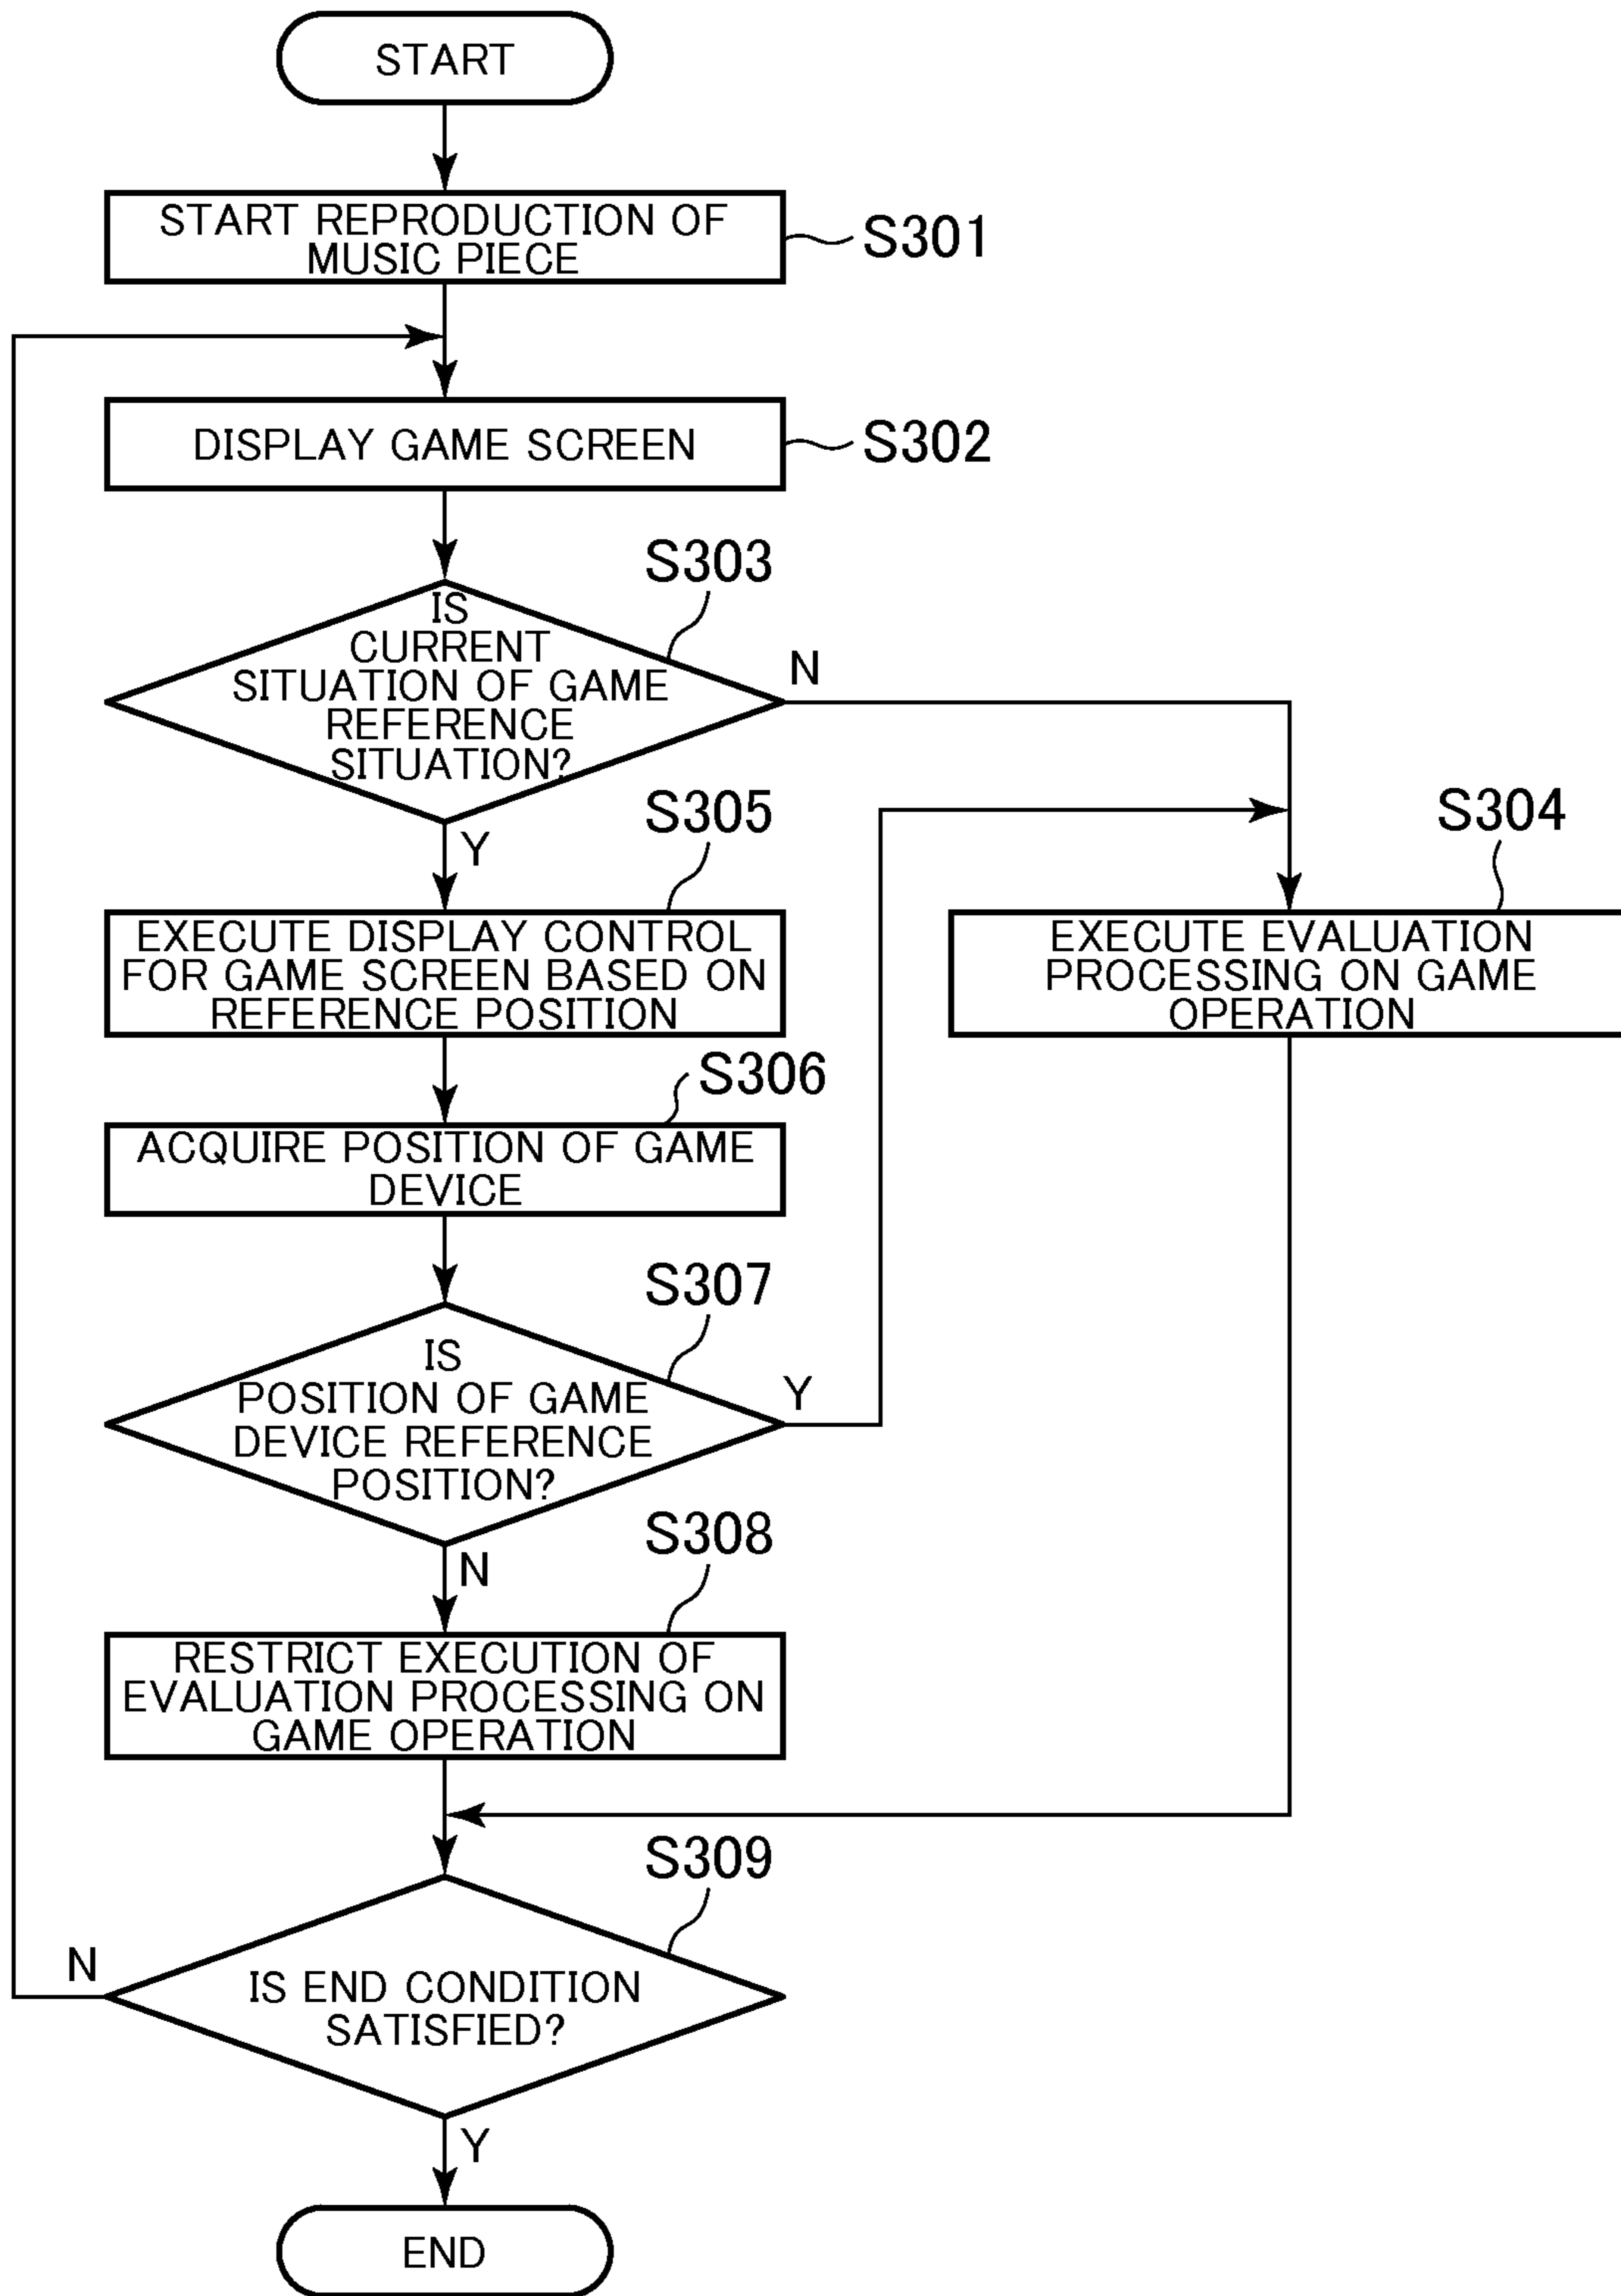 START
START REPRODUCTION OF
MUSIC PIECE
S301
DISPLAY GAME SCREEN
S302
S303
IS
CURRENT
SITUATION OF GAME
REFERENCE
SITUATION?
N
Y
S305
S304
EXECUTE DISPLAY CONTROL
FOR GAME SCREEN BASED ON
REFERENCE POSITION
EXECUTE EVALUATION
PROCESSING ON GAME
OPERATION
S306
ACQUIRE POSITION OF GAME
DEVICE
S307
IS
POSITION OF GAME
DEVICE REFERENCE
POSITION?
Y
N
S308
RESTRICT EXECUTION OF
EVALUATION PROCESSING ON
GAME OPERATION
S309
IS END CONDITION
SATISFIED?
N
Y
END